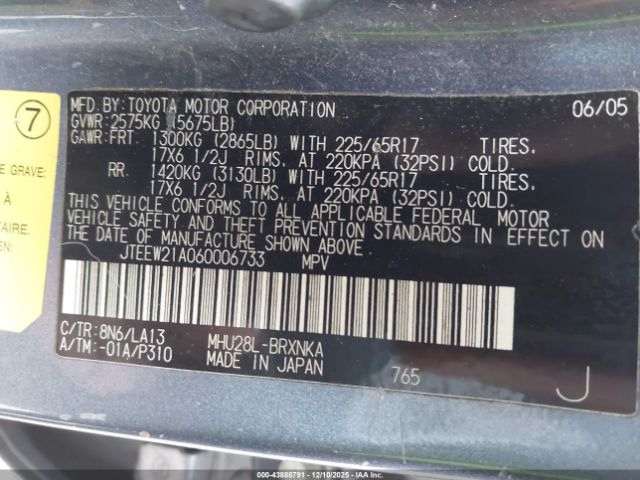 MFD. BY: TOYOTA MOTOR CORPORATION 06/05
GVWR: 2575KG (5675LB)
GAWR: FRT. 1300KG (2865LB) WITH 225/65R17 TIRES.
17X6 1/2J RIMS. AT 220KPA (32PSI) COLD.
RR. 1420KG (3130LB) WITH 225/65R17 TIRES.
17X6 1/2J RIMS. AT 220KPA (32PSI) COLD.
THIS VEHICLE CONFORMS TO ALL APPLICABLE FEDERAL MOTOR
VEHICLE SAFETY AND THEFT PREVENTION STANDARDS IN EFFECT ON
THE DATE OF MANUFACTURE SHOWN ABOVE.
JTEEW21A060006733 MPV
C/TR: 8N6/LA13 MHU28L-BRXNKA
A/TM: -01A/P310 MADE IN JAPAN
765 J
7
E GRAVE:
À
TAIRE.
EN:
000-43888791 - 12/10/2025 - IAAI.CA